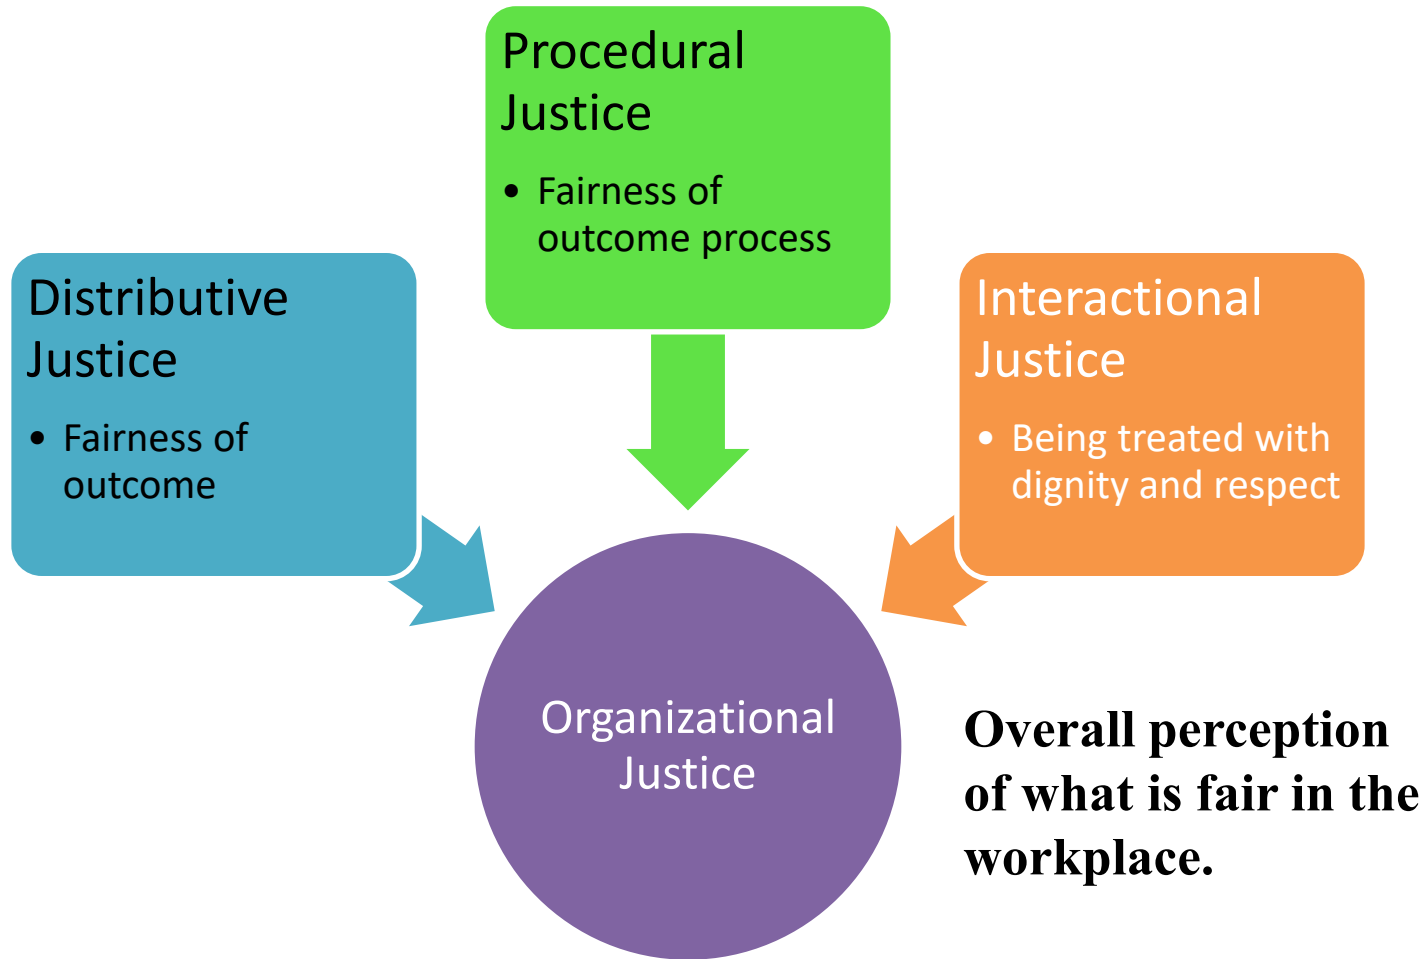 Procedural
Justice
• Fairness of
outcome process
Distributive
Justice
• Fairness of
outcome
Interactional
Justice
• Being treated with
dignity and respect
Organizational
Justice
Overall perception
of what is fair in the
workplace.